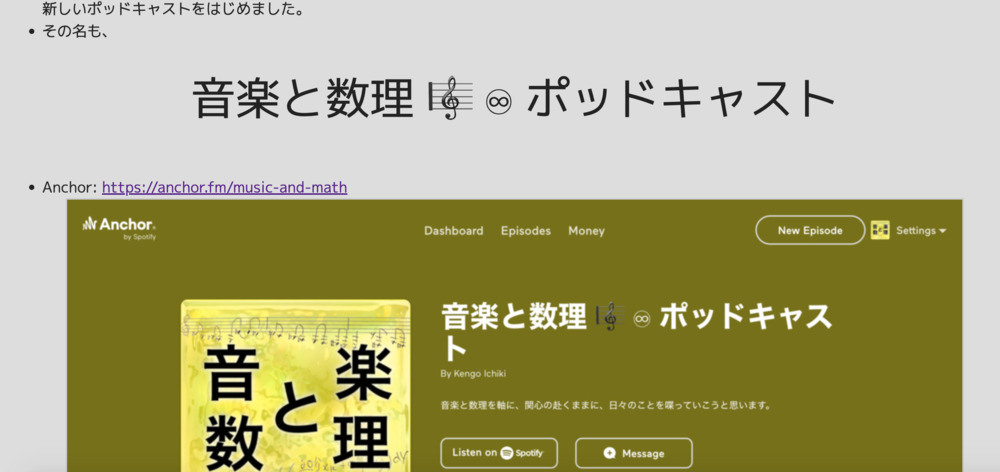 新しいポッドキャストをはじめました。
• その名も、
音楽と数理 🎼 ♾ ポッドキャスト
• Anchor: https://anchor.fm/music-and-math
Anchor
by Spotify
Dashboard Episodes Money
New Episode
Settings
音楽と数理 🎼 ♾ ポッドキャス
ト
By Kengo Ichiki
音楽と数理を軸に、関心の赴くままに、日々のことを喋っていこうと思います。
Listen on Spotify
Message
音楽
と
数理